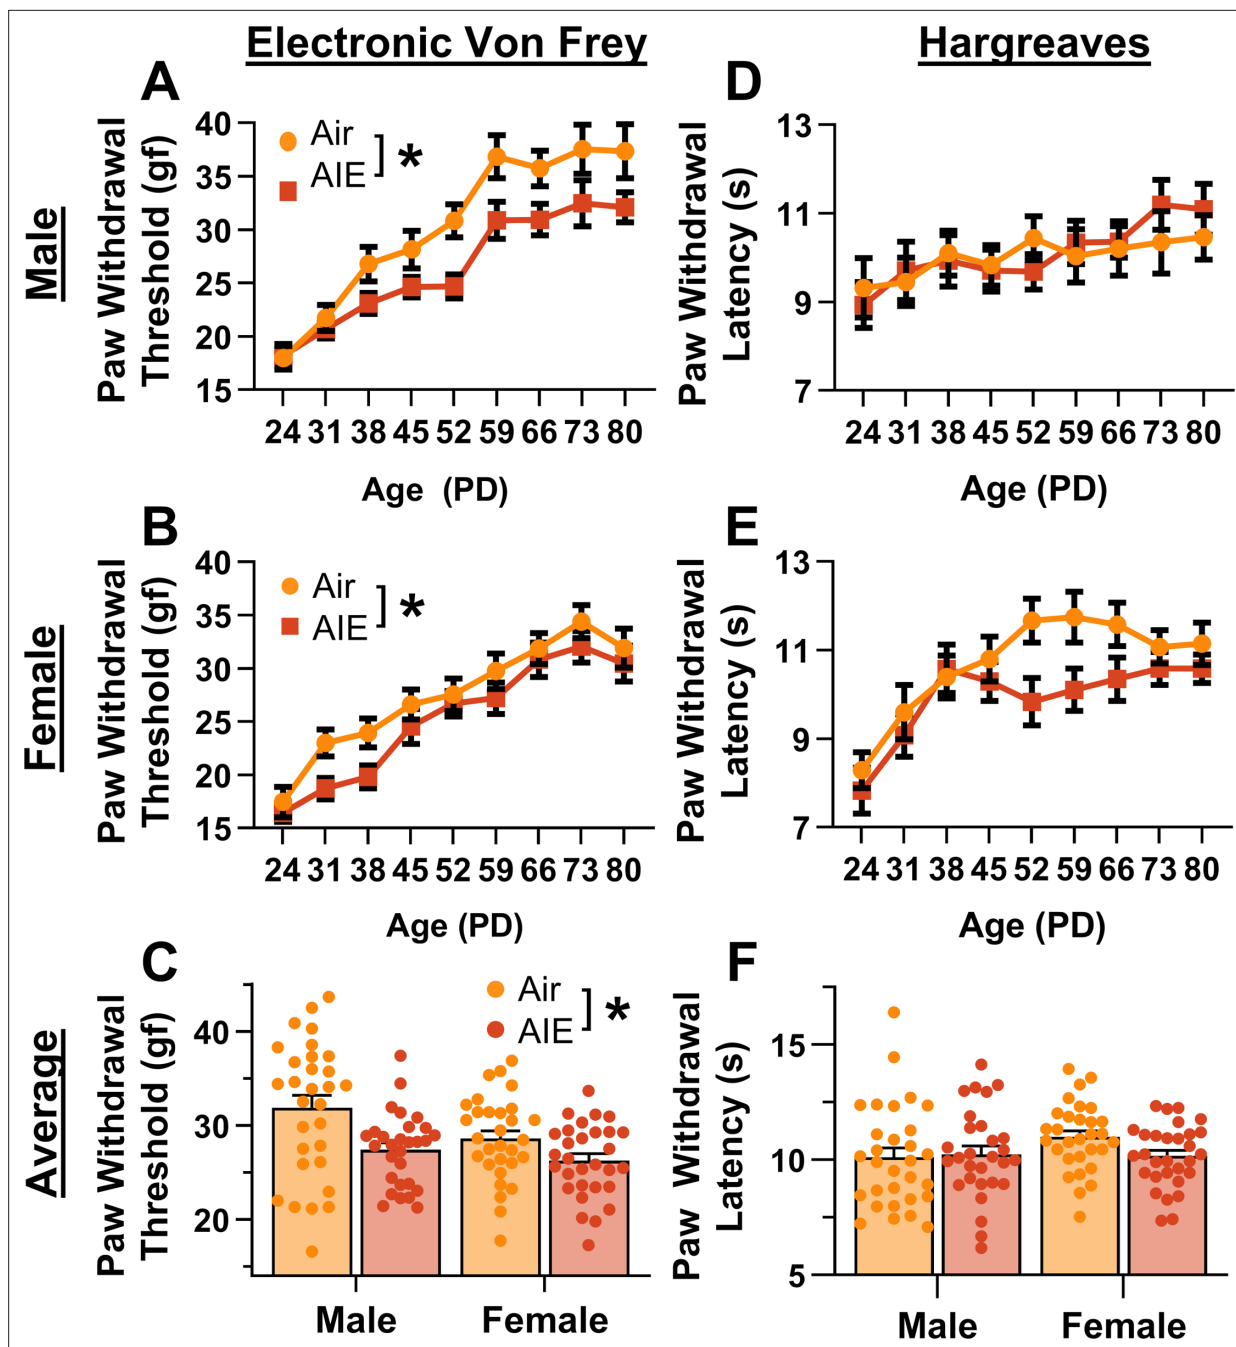 Electronic Von Frey
Hargreaves
Male
A
Paw Withdrawal
Threshold (gf)
40
35
30
25
20
15
Air
AIE
*
24 31 38 45 52 59 66 73 80
Age (PD)
D
Paw Withdrawal
Latency (s)
13
11
9
7
24 31 38 45 52 59 66 73 80
Age (PD)
Female
B
Paw Withdrawal
Threshold (gf)
40
35
30
25
20
15
Air
AIE
*
24 31 38 45 52 59 66 73 80
Age (PD)
E
Paw Withdrawal
Latency (s)
13
11
9
7
24 31 38 45 52 59 66 73 80
Age (PD)
Average
C
Paw Withdrawal
Threshold (gf)
40
30
20
Air
AIE
*
Male Female
F
Paw Withdrawal
Latency (s)
15
10
5
Male Female